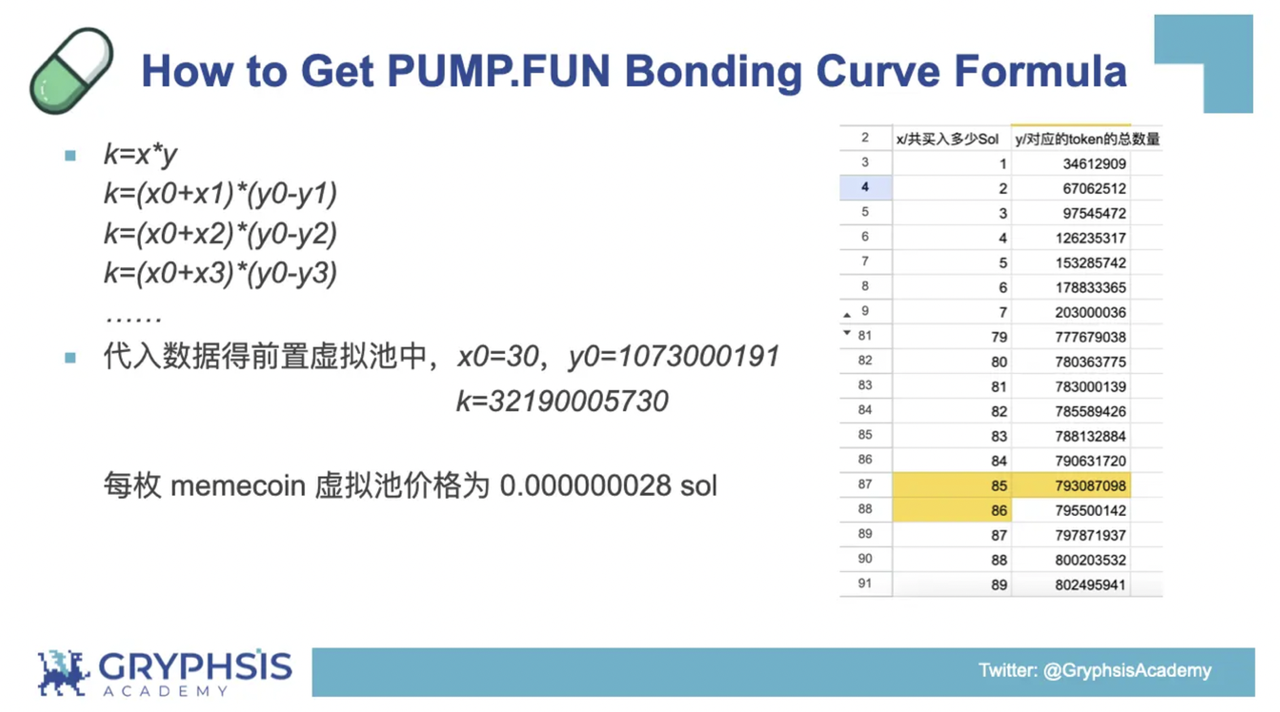 How to Get PUMP.FUN Bonding Curve Formula
k=x*y
k=(x0+x1)*(y0-y1)
k=(x0+x2)*(y0-y2)
k=(x0+x3)*(y0-y3)
……
代入数据得前置虚拟池中，x0=30，y0=1073000191
k=32190005730
每枚 memecoin 虚拟池价格为 0.000000028 sol
2 x/共买入多少Sol y/对应的token的总数量
3 1 34612909
4 2 67062512
5 3 97545472
6 4 126235317
7 5 153285742
8 6 178833365
9 7 203000036
81 79 777679038
82 80 780363775
83 81 783000139
84 82 785589426
85 83 788132884
86 84 790631720
87 85 793087098
88 86 795500142
89 87 797871937
90 88 800203532
91 89 802495941
GRYPHSIS
ACADEMY
Twitter: @GryphsisAcademy